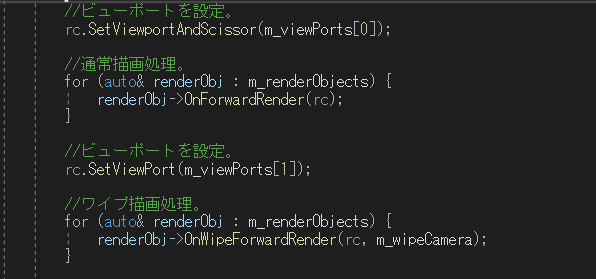 //ビューポートを設定。
rc.SetViewportAndScissor(m_viewPorts[0]);
//通常描画処理。
for (auto& renderObj : m_renderObjects) {
renderObj->OnForwardRender(rc);
}
//ビューポートを設定。
rc.SetViewPort(m_viewPorts[1]);
//ワイプ描画処理。
for (auto& renderObj : m_renderObjects) {
renderObj->OnWipeForwardRender(rc, m_wipeCamera);
}